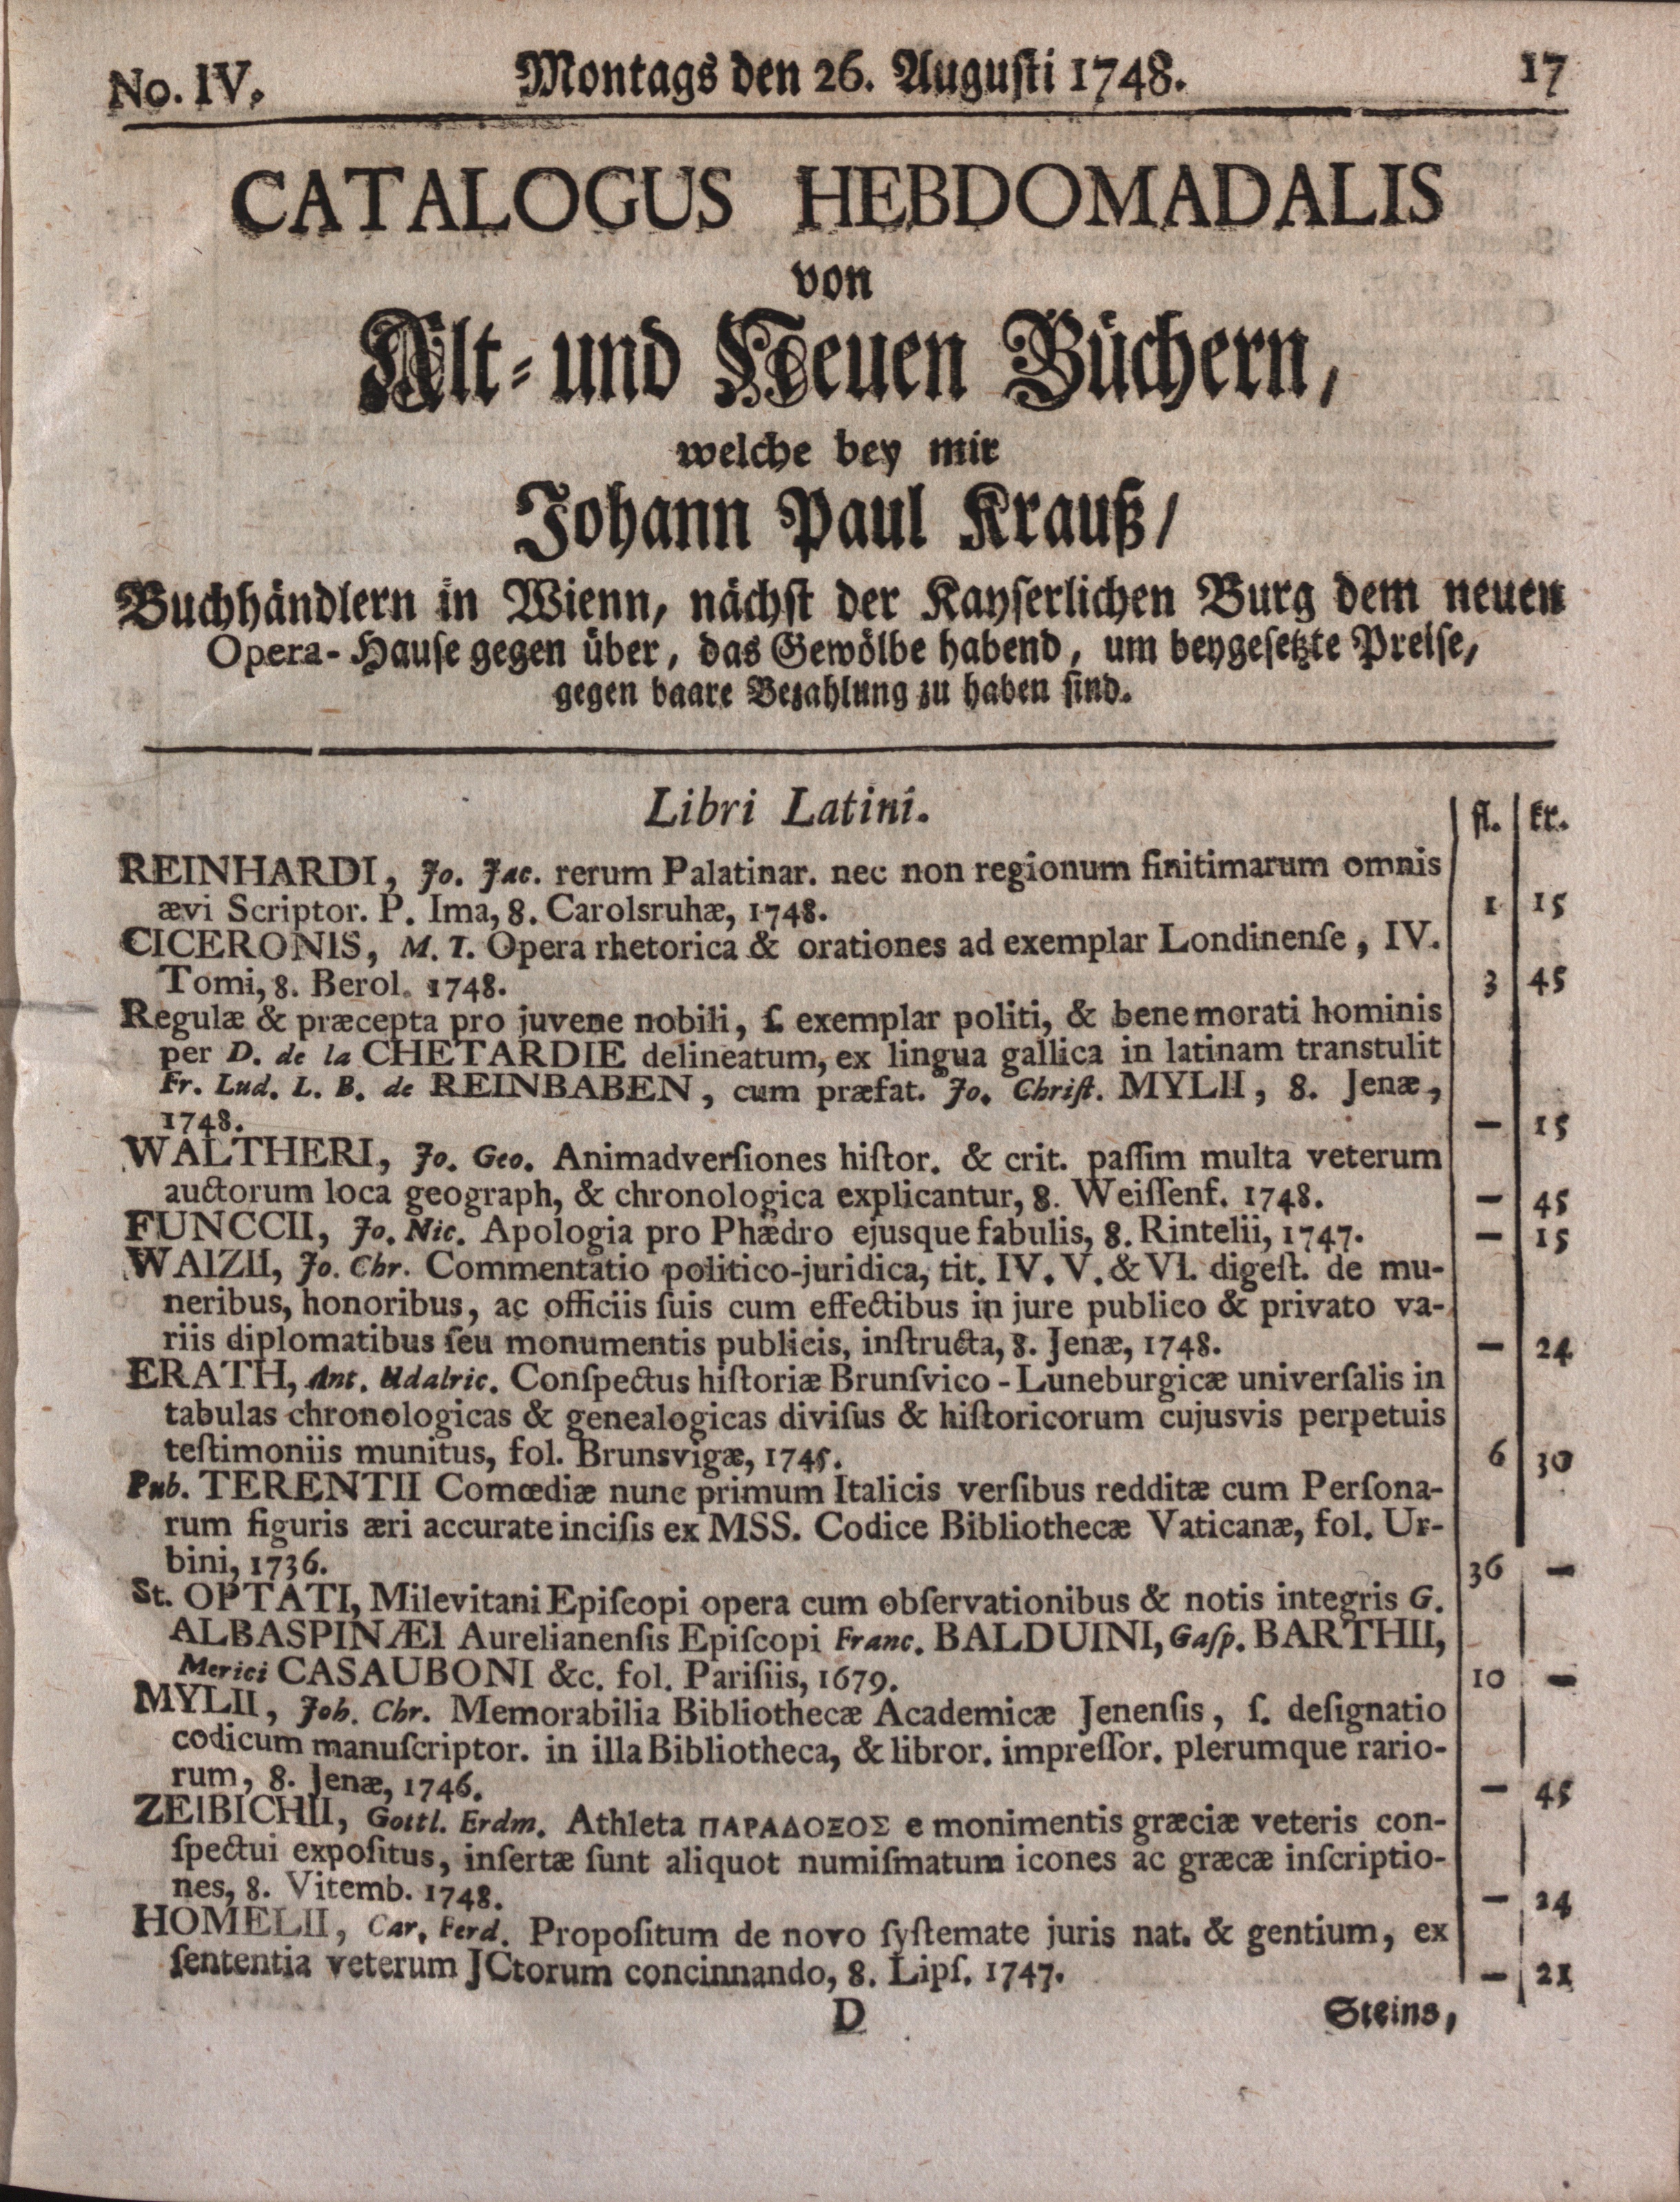 No. IV. Montags den 26. Augusti 1748. 17
CATALOGUS HEBDOMADALIS
von
Alt- und Neuen Büchern,
welche bey mir
Johann Paul Krauß/
Buchhändlern in Wienn, nächst der Kayserlichen Burg dem neuen
Opera-Hause gegen über, das Gewölbe habend, um beygesetzte Preise,
gegen baare Bezahlung zu haben sind.
Libri Latini. fl. kr.
REINHARDI, Jo. Jac. rerum Palatinar. nec non regionum finitimarum omnis
ævi Scriptor. P. Ima, 8. Carolsruhæ, 1748. 1 15
CICERONIS, M. T. Opera rhetorica & orationes ad exemplar Londinenſe, IV.
Tomi, 8. Berol. 1748. 3 45
Regulæ & præcepta pro juvene nobili, ſ. exemplar politi, & bene morati hominis
per D. de la CHETARDIE delineatum, ex lingua gallica in latinam transtulit
Fr. Lud. L. B. de REINBABEN, cum præfat. Jo. Chriſt. MYLII, 8. Jenæ,
1748. — 15
WALTHERI, Jo. Geo. Animadverſiones hiſtor. & crit. paſſim multa veterum
auctorum loca geograph, & chronologica explicantur, 8. Weiſſenf. 1748. — 45
FUNCCII, Jo. Nic. Apologia pro Phædro ejusque fabulis, 8. Rintelii, 1747. — 15
WAIZII, Jo. Chr. Commentatio politico-juridica, tit. IV. V. & VI. digeſt. de mu-
neribus, honoribus, ac officiis ſuis cum effectibus in jure publico & privato va-
riis diplomatibus ſeu monumentis publicis, inſtructa, 8. Jenæ, 1748. — 24
ERATH, Ant. Udalric. Conſpectus hiſtoriæ Brunſvico-Luneburgicæ univerſalis in
tabulas chronologicas & genealogicas diviſus & hiſtoricorum cujusvis perpetuis
teſtimoniis munitus, fol. Brunsvigæ, 1745. 6 30
Pub. TERENTII Comœdiæ nunc primum Italicis verſibus redditæ cum Perſona-
rum figuris æri accurate inciſis ex MSS. Codice Bibliothecæ Vaticanæ, fol. Ur-
bini, 1736. 36 —
St. OPTATI, Milevitani Epiſcopi opera cum obſervationibus & notis integris G.
ALBASPINÆI Aurelianenſis Epiſcopi Franc. BALDUINI, Gaſp. BARTHII,
Merici CASAUBONI &c. fol. Pariſiis, 1679. 10 —
MYLII, Joh. Chr. Memorabilia Bibliothecæ Academicæ Jenenſis, ſ. deſignatio
codicum manuſcriptor. in illa Bibliotheca, & libror. impreſſor. plerumque rario-
rum, 8. Jenæ, 1746. — 45
ZEIBICHII, Gottl. Erdm. Athleta ΠΑΡΑΔΟΞΟΣ e monimentis græciæ veteris con-
ſpectui expoſitus, inſertæ ſunt aliquot numiſmatum icones ac græcæ inſcriptio-
nes, 8. Vitemb. 1748. — 24
HOMELII, Car. Ferd. Propoſitum de novo ſyſtemate juris nat. & gentium, ex
ſententia veterum JCtorum concinnando, 8. Lipſ. 1747. — 21
D Steins,